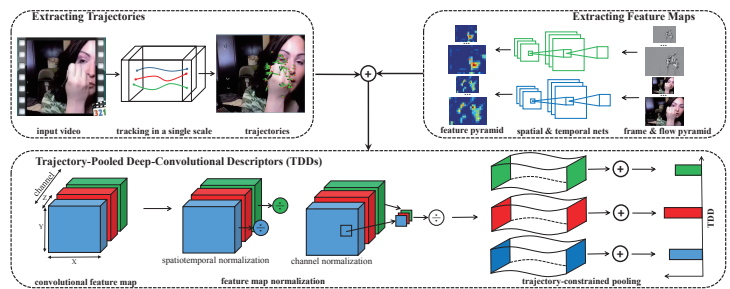 Extracting Trajectories
input video
tracking in a single scale
trajectories
Extracting Feature Maps
...
...
...
...
feature pyramid
spatial & temporal nets
frame & flow pyramid
Trajectory-Pooled Deep-Convolutional Descriptors (TDDs)
channel
Z
Y
X
convolutional feature map
spatiotemporal normalization
channel normalization
feature map normalization
trajectory-constrained pooling
TDD